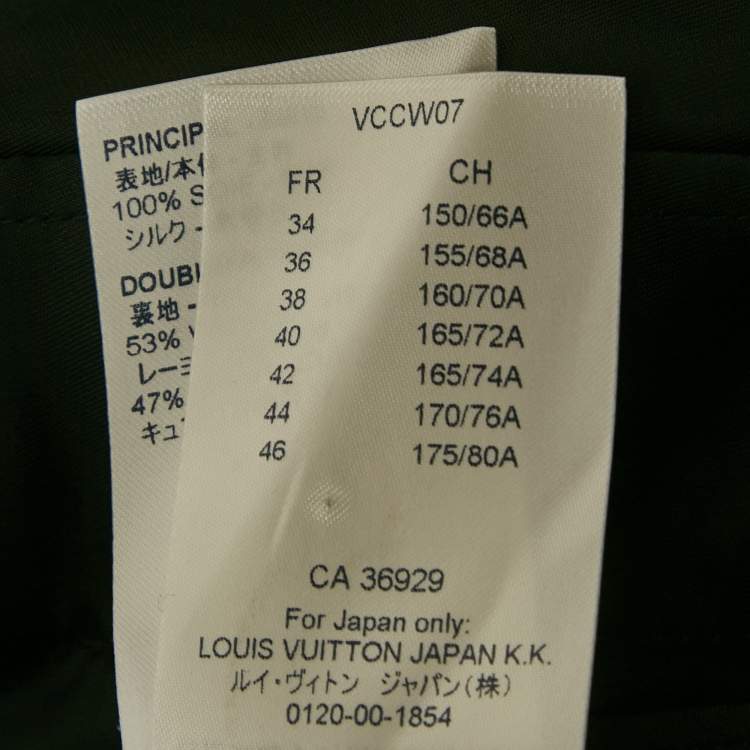 PRINCIP
表地/本
100% S
シルク -
DOUBL
裏地 -
53%
レーヨ
47%
キュ
VCCW07
FR CH
34 150/66A
36 155/68A
38 160/70A
40 165/72A
42 165/74A
44 170/76A
46 175/80A
CA 36929
For Japan only:
LOUIS VUITTON JAPAN K.K.
ルイ・ヴィトン ジャパン(株)
0120-00-1854